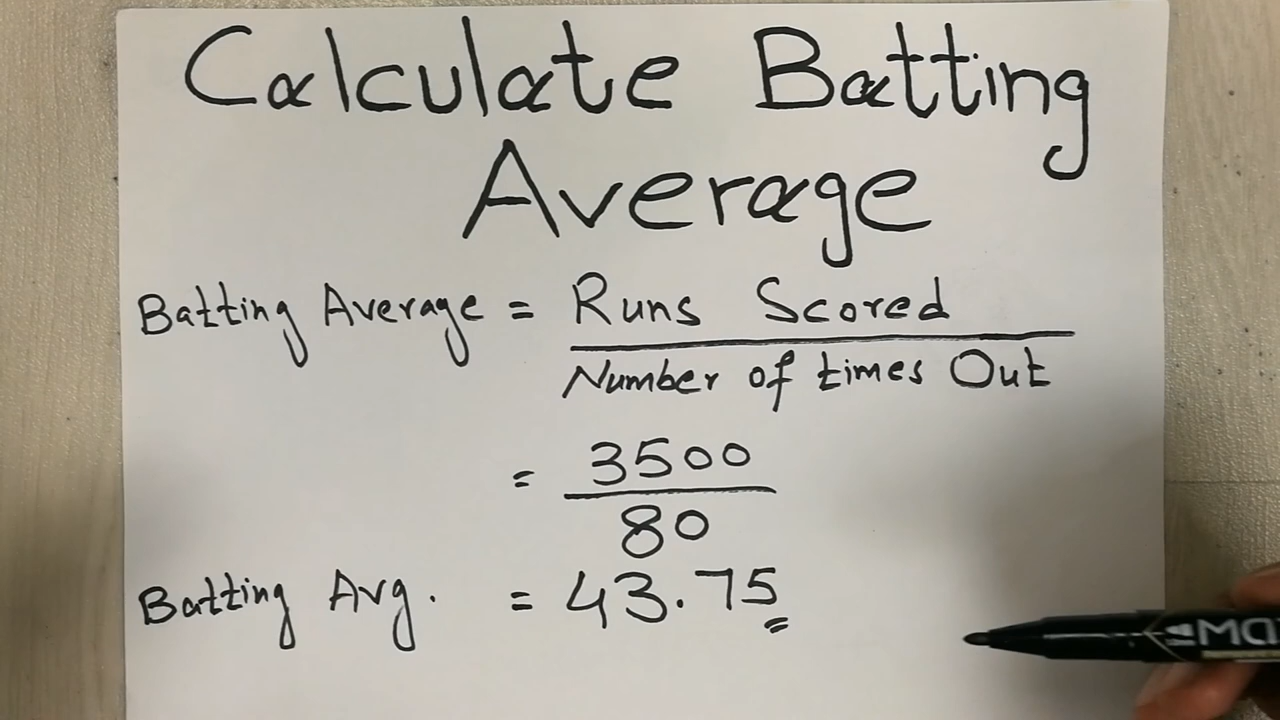 Calculate Batting
Average
Batting Average = Runs Scored
Number of times Out
= 3500
80
Batting Avg. = 43.75